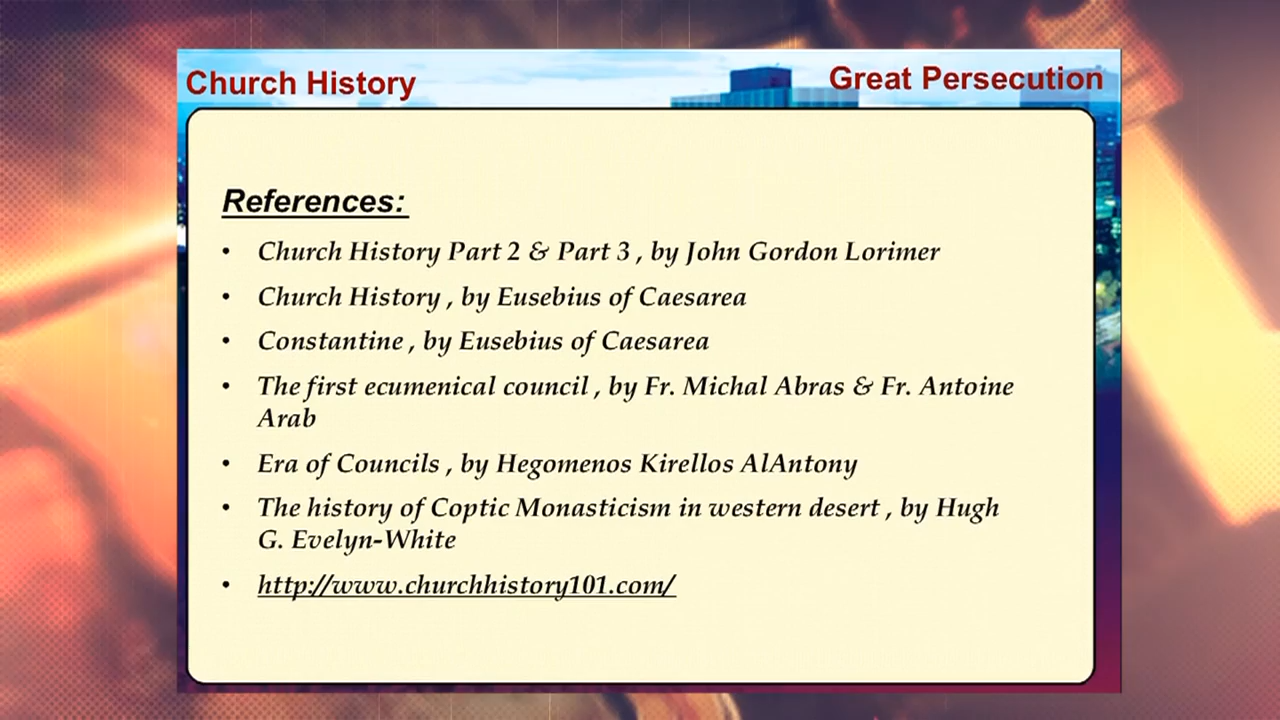 Church History
Great Persecution
References:
• Church History Part 2 & Part 3 , by John Gordon Lorimer
• Church History , by Eusebius of Caesarea
• Constantine , by Eusebius of Caesarea
• The first ecumenical council , by Fr. Michal Abras & Fr. Antoine
Arab
• Era of Councils , by Hegomenos Kirellos AlAntony
• The history of Coptic Monasticism in western desert , by Hugh
G. Evelyn-White
• http://www.churchhistory101.com/